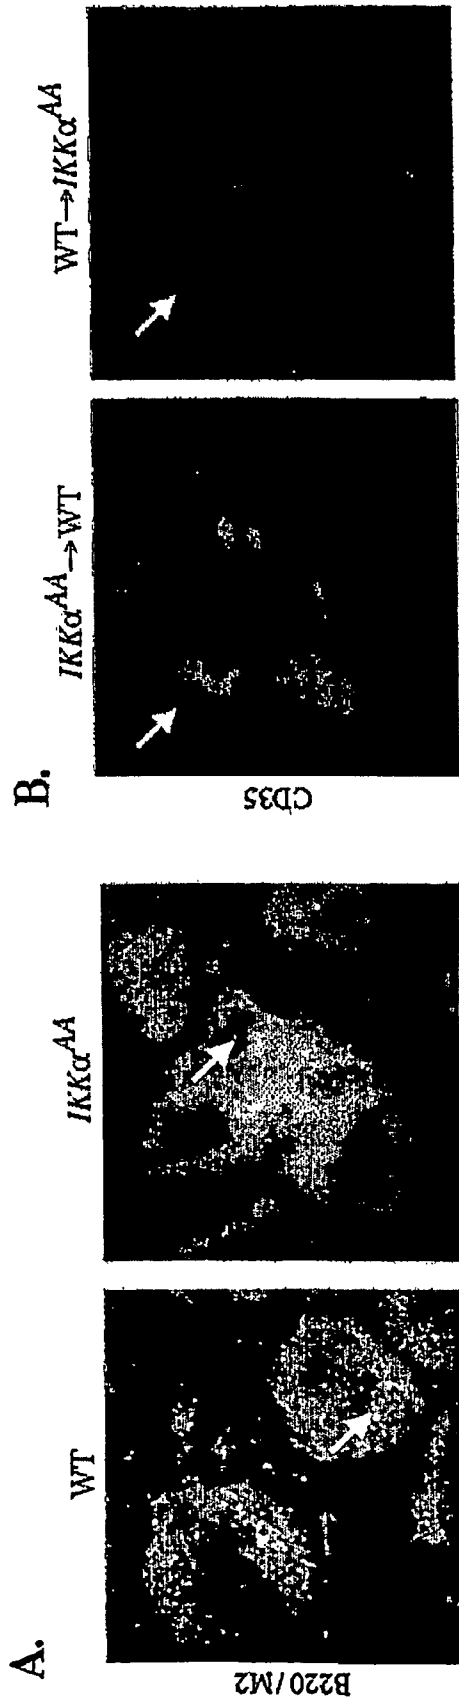 A.
WT
IKKα^AA
B220 / M2
B.
IKKα^AA→WT
WT→IKKα^AA
CD35